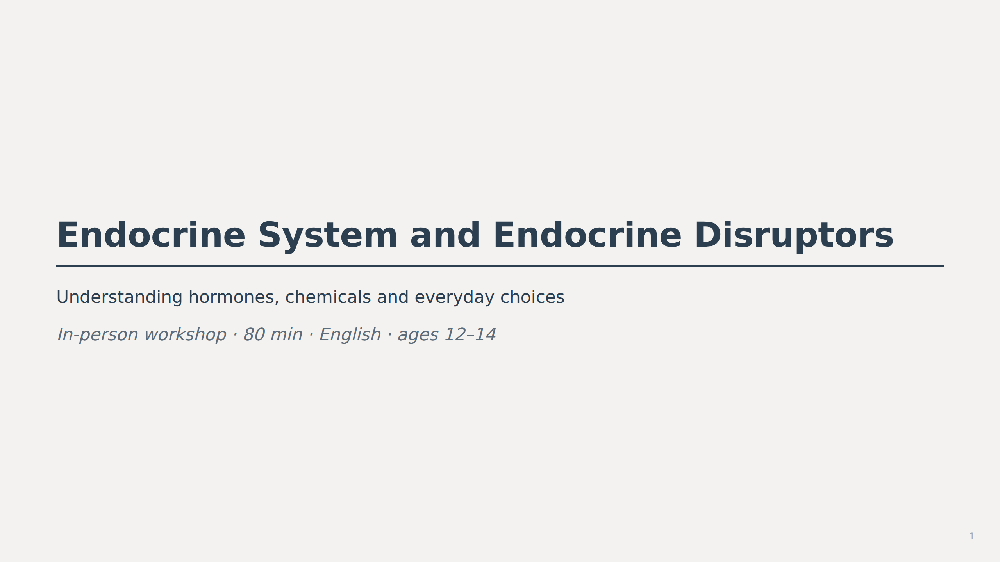 Endocrine System and Endocrine Disruptors
Understanding hormones, chemicals and everyday choices
In-person workshop · 80 min · English · ages 12–14
1